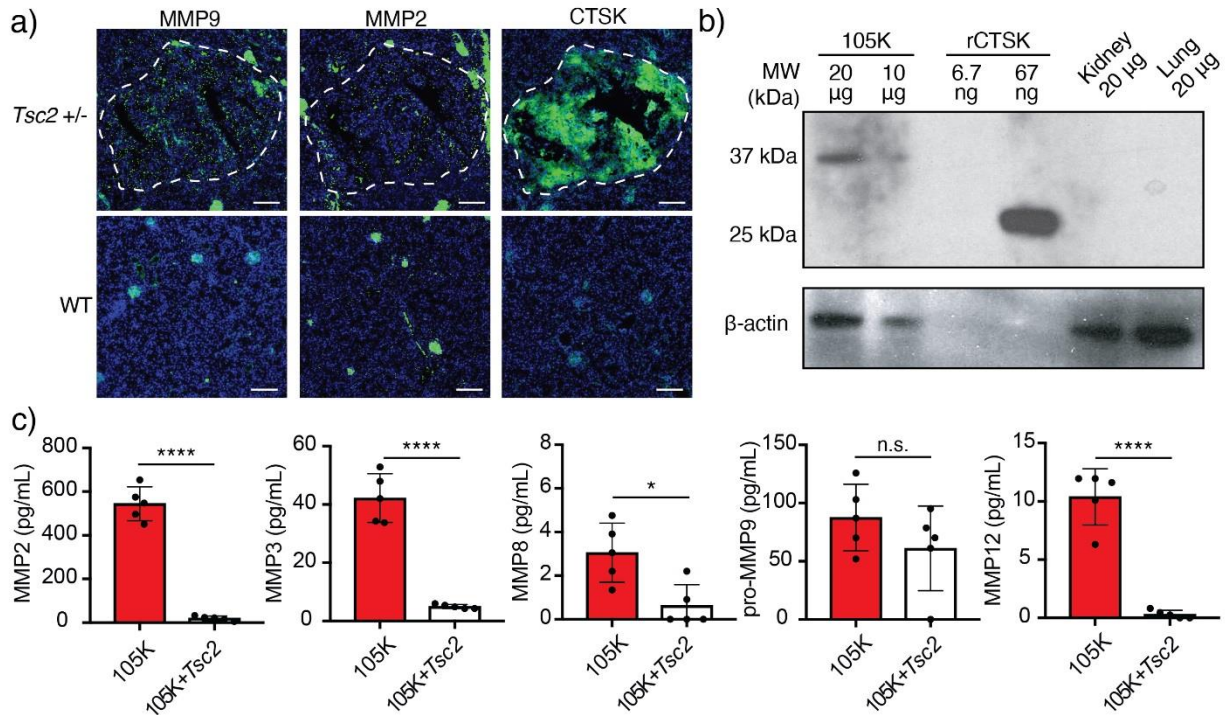 a)
MMP9 MMP2 CTSK
Tsc2 +/-
WT
b)
105K rCTSK Kidney 20 µg Lung 20 µg
MW (kDa) 20 µg 10 µg 6.7 ng 67 ng
37 kDa
25 kDa
β-actin
c)
MMP2 (pg/mL)
800
600
400
200
0
****
105K
105K+Tsc2
MMP3 (pg/mL)
60
40
20
0
****
105K
105K+Tsc2
MMP8 (pg/mL)
8
6
4
2
0
*
105K
105K+Tsc2
pro-MMP9 (pg/mL)
150
100
50
0
n.s.
105K
105K+Tsc2
MMP12 (pg/mL)
15
10
5
0
****
105K
105K+Tsc2